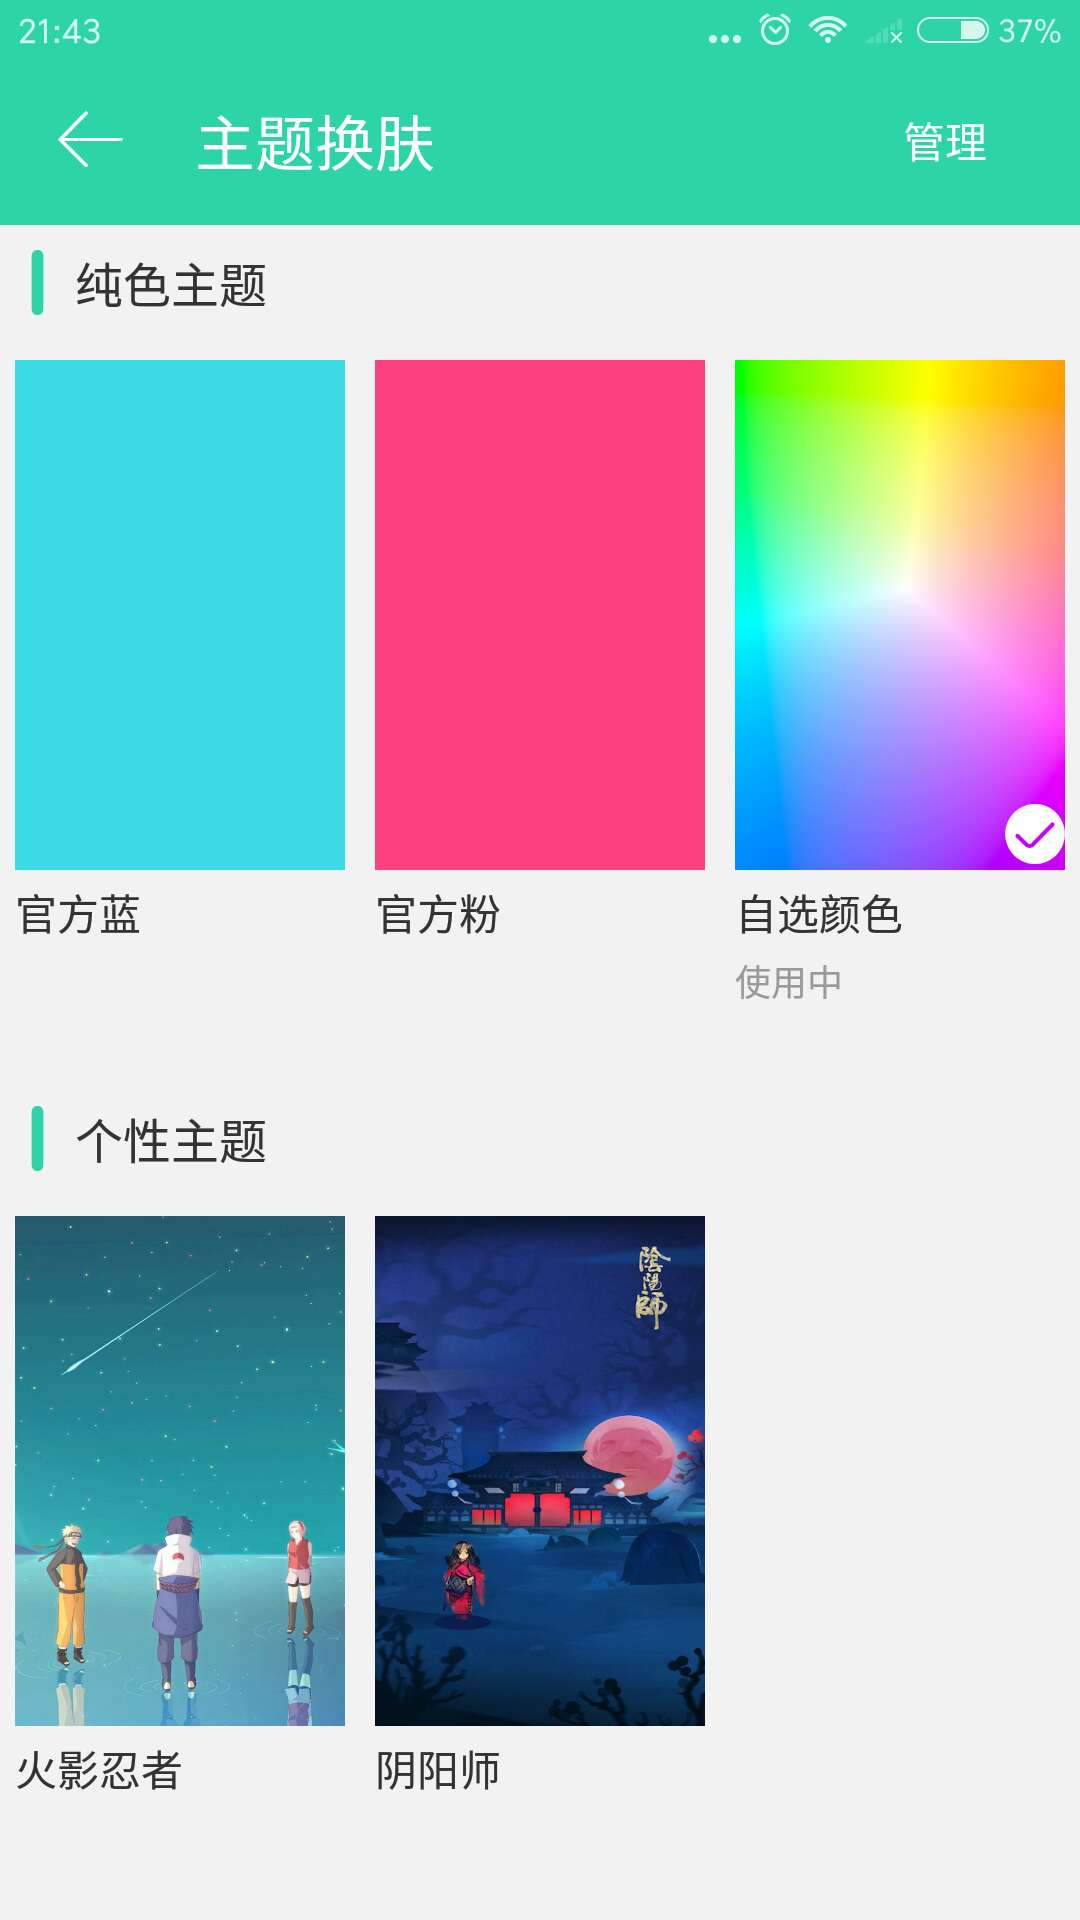 21:43
37%
主题换肤
管理
纯色主题
官方蓝
官方粉
自选颜色
使用中
个性主题
陰陽師
火影忍者
阴阳师